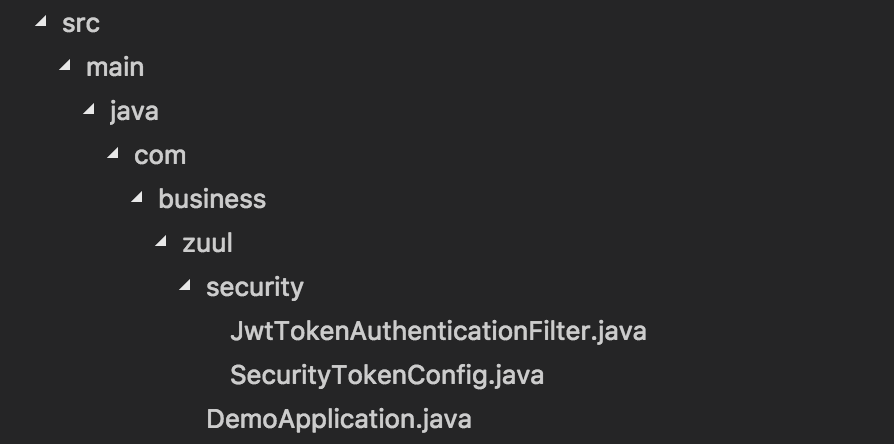 src
main
java
com
business
zuul
security
JwtTokenAuthenticationFilter.java
SecurityTokenConfig.java
DemoApplication.java